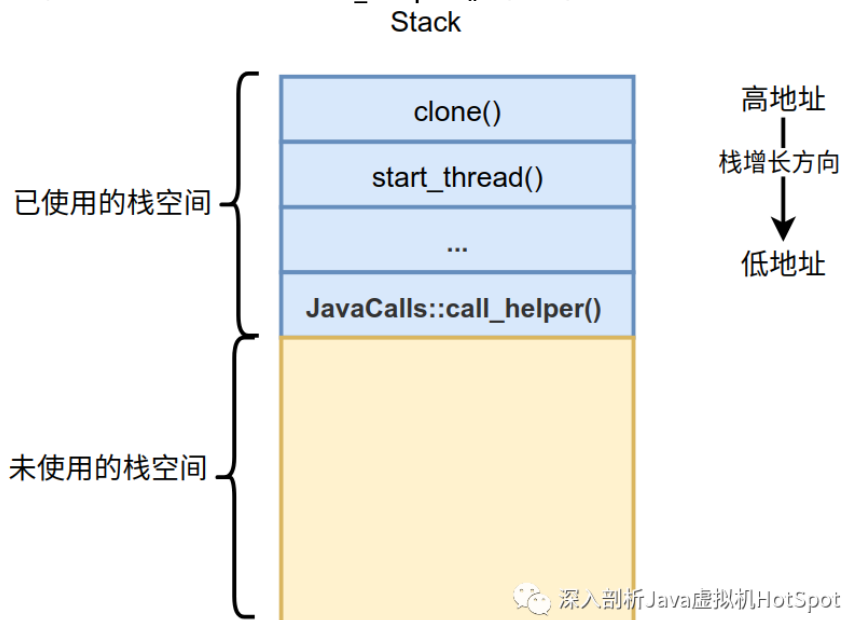 Stack
clone()
高地址
start_thread()
栈增长方向
已使用的栈空间
...
低地址
JavaCalls::call_helper()
未使用的栈空间
深入剖析Java虚拟机HotSpot